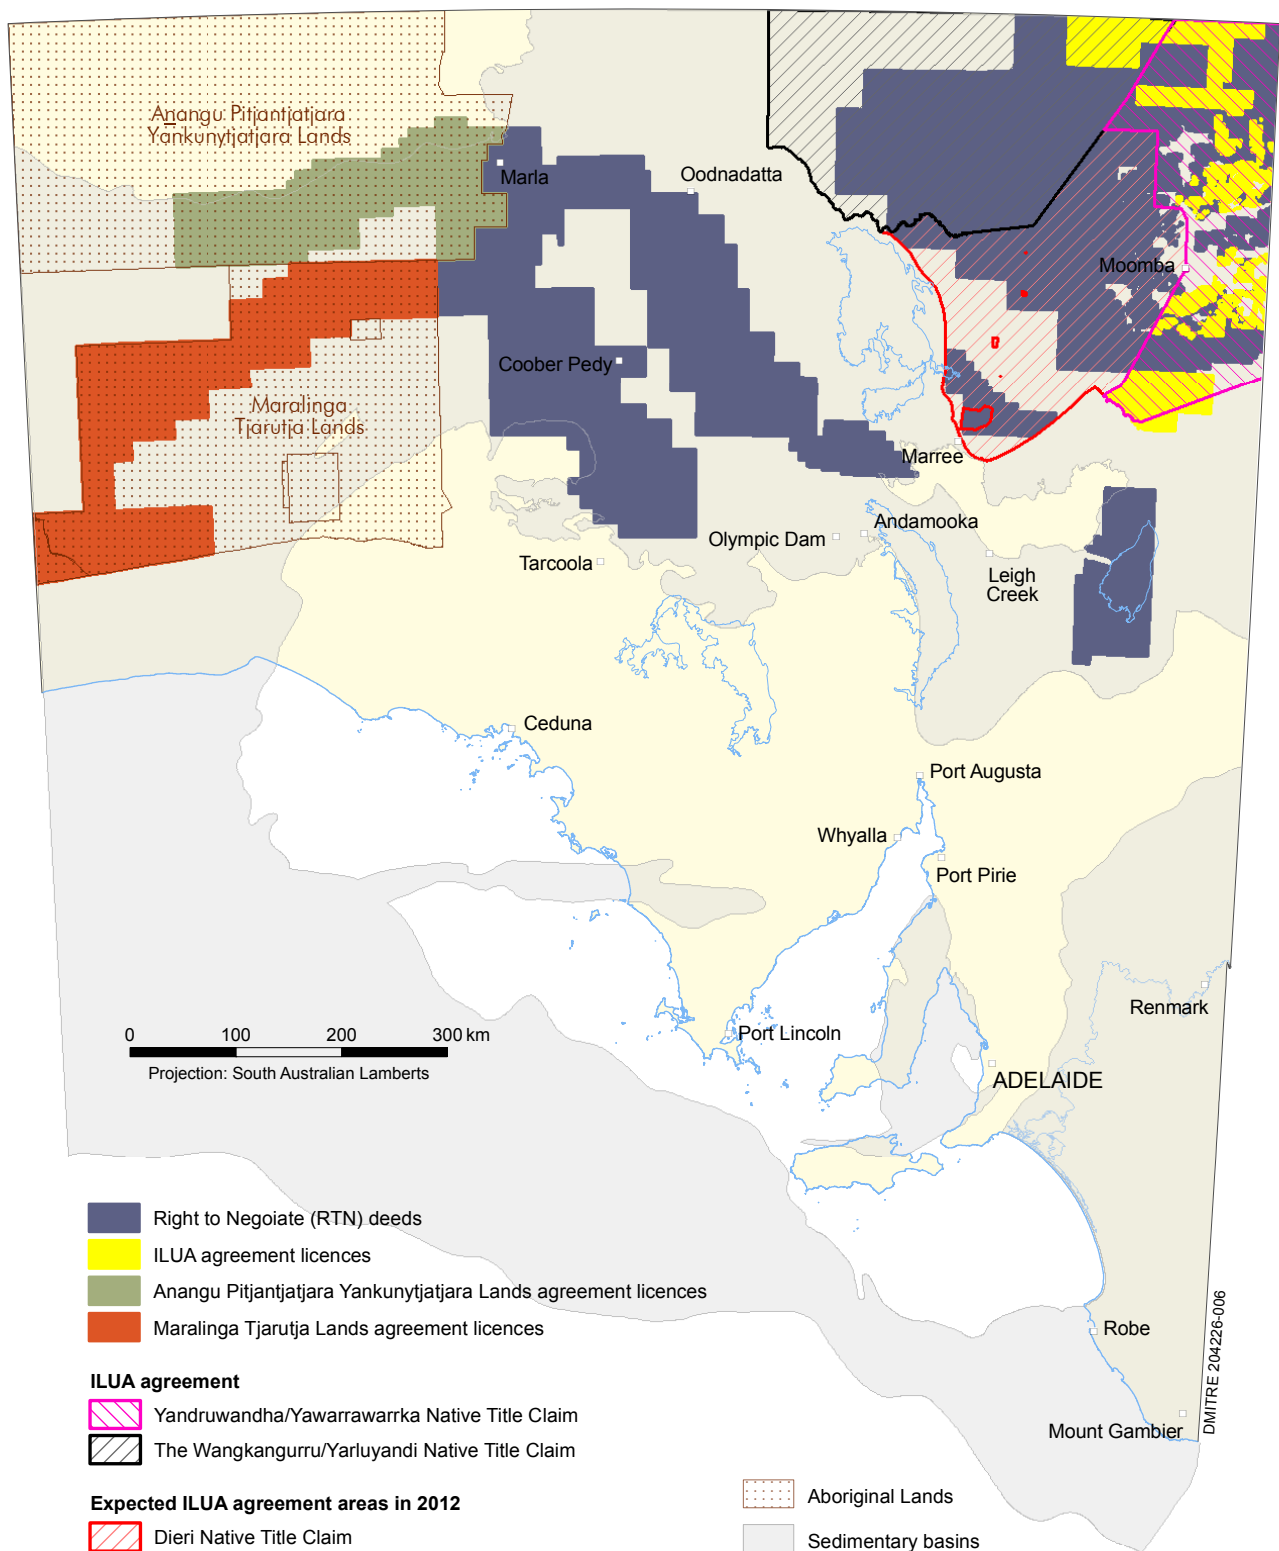 Anangu Pitjantjatjara
Yankunytjatjara Lands
Marla
Oodnadatta
Moomba
Coober Pedy
Maralinga
Tjarutja Lands
Marree
Andamooka
Olympic Dam
Tarcoola
Leigh
Creek
Ceduna
Port Augusta
Whyalla
Port Pirie
Renmark
0 100 200 300 km
Projection: South Australian Lamberts
Port Lincoln
ADELAIDE
Right to Negoiate (RTN) deeds
ILUA agreement licences
Anangu Pitjantjatjara Yankunytjatjara Lands agreement licences
Maralinga Tjarutja Lands agreement licences
Robe
DMITRE 204226-006
ILUA agreement
Yandruwandha/Yawarrawarrka Native Title Claim
The Wangkangurru/Yarluyandi Native Title Claim
Mount Gambier
Expected ILUA agreement areas in 2012
Dieri Native Title Claim
Aboriginal Lands
Sedimentary basins